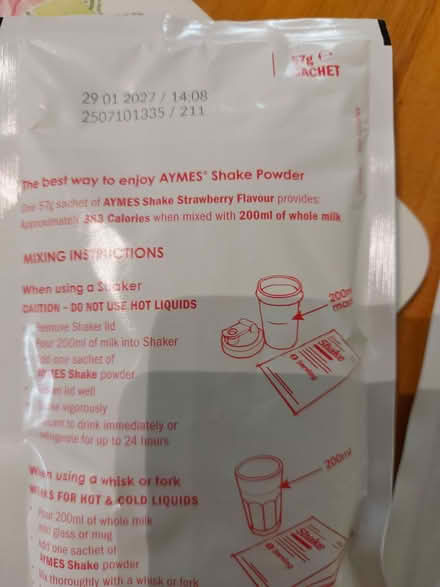 57g e
SACHET
29 01 2027 / 14:08
2507101335 / 211
The best way to enjoy AYMES® Shake Powder
One 57g sachet of AYMES Shake Strawberry Flavour provides:
Approximately 383 Calories when mixed with 200ml of whole milk
MIXING INSTRUCTIONS
When using a Shaker
CAUTION – DO NOT USE HOT LIQUIDS
Remove Shaker lid
Pour 200ml of milk into Shaker
Add one sachet of
AYMES Shake powder
lid well
vigorously
to drink immediately or
refrigerate for up to 24 hours
200m
Shake
When using a whisk or fork
WORKS FOR HOT & COLD LIQUIDS
Pour 200ml of whole milk
into glass or mug
Add one sachet of
AYMES Shake powder
Mix thoroughly with a whisk or fork
200ml
Shake